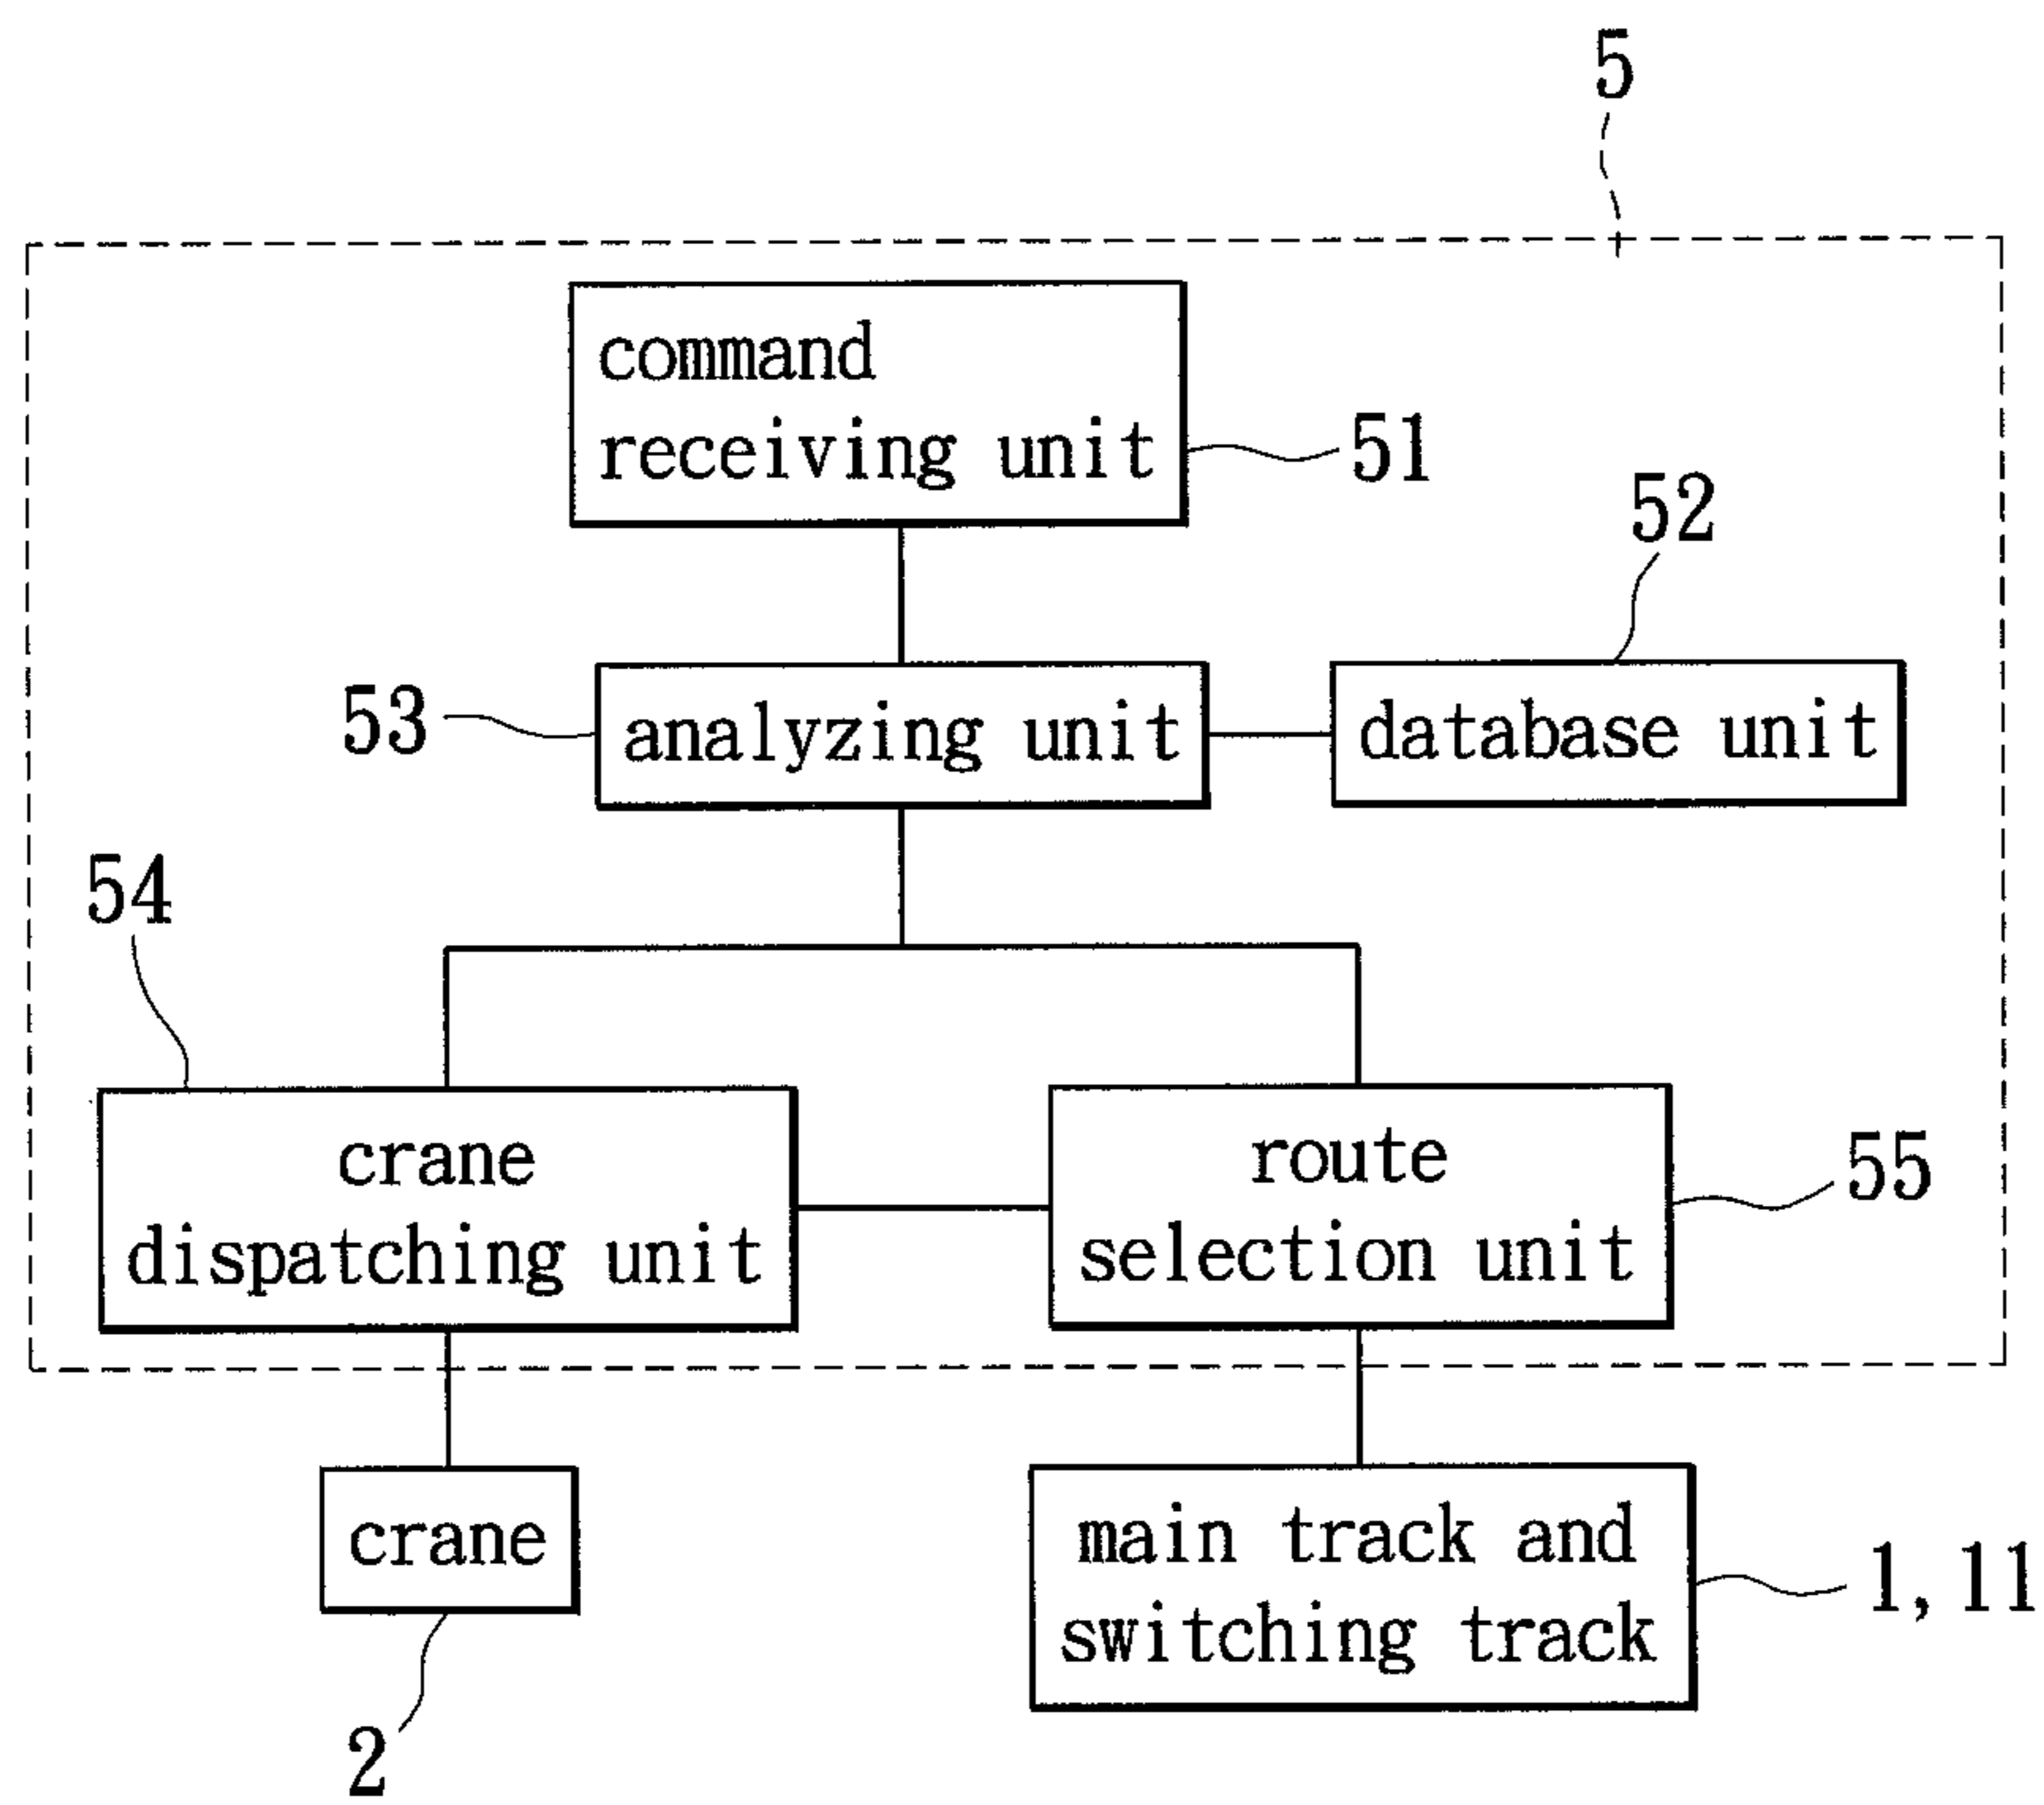 5
command
receiving unit
51
52
53
analyzing unit
database unit
54
crane
dispatching unit
route
selection unit
55
crane
main track and
switching track
1, 11
2